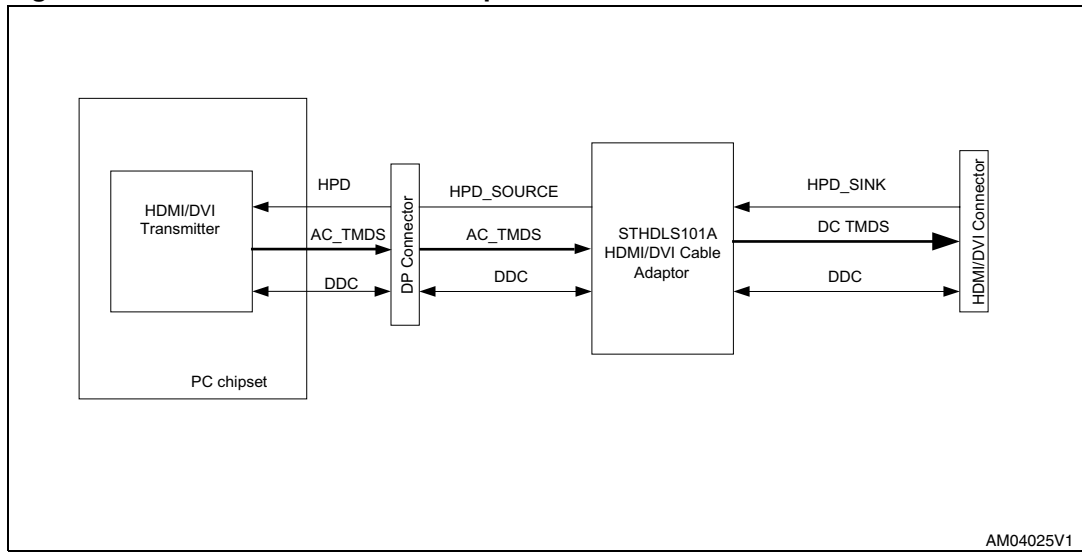 HDMI/DVI
Transmitter
PC chipset
HPD
AC_TMDS
DDC
DP Connector
HPD_SOURCE
AC_TMDS
DDC
STHDLS101A
HDMI/DVI Cable
Adaptor
HPD_SINK
DC TMDS
DDC
HDMI/DVI Connector
AM04025V1